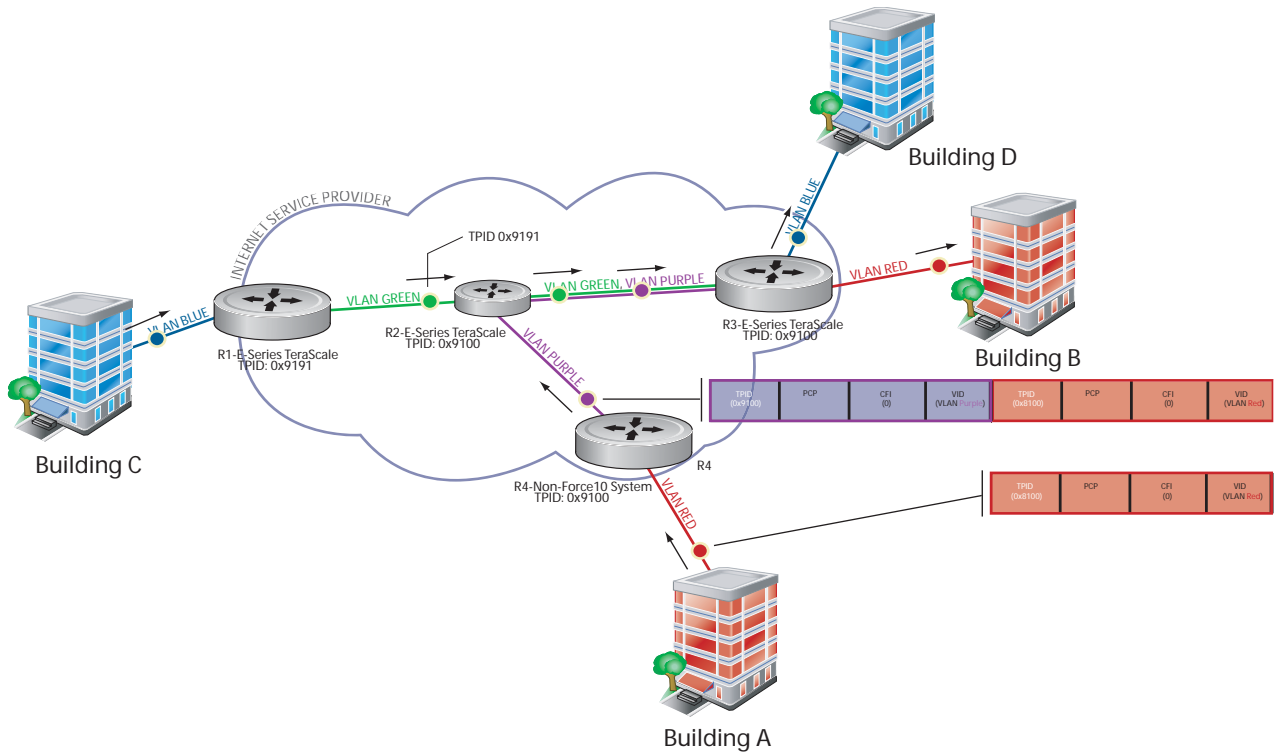 Building D
VLAN BLUE
INTERNET SERVICE PROVIDER
TPID 0x9191
VLAN RED
VLAN GREEN
VLAN GREEN, VLAN PURPLE
Building B
VLAN BLUE
R1-E-Series TeraScale
TPID: 0x9191
R2-E-Series TeraScale
TPID: 0x9100
R3-E-Series TeraScale
TPID: 0x9100
VLAN PURPLE
TPID
(0x9100)
PCP
CFI
(0)
VID
(VLAN Purple)
TPID
(0x8100)
PCP
CFI
(0)
VID
(VLAN Red)
Building C
R4
R4-Non-Force10 System
TPID: 0x9100
VLAN RED
TPID
(0x8100)
PCP
CFI
(0)
VID
(VLAN Red)
Building A